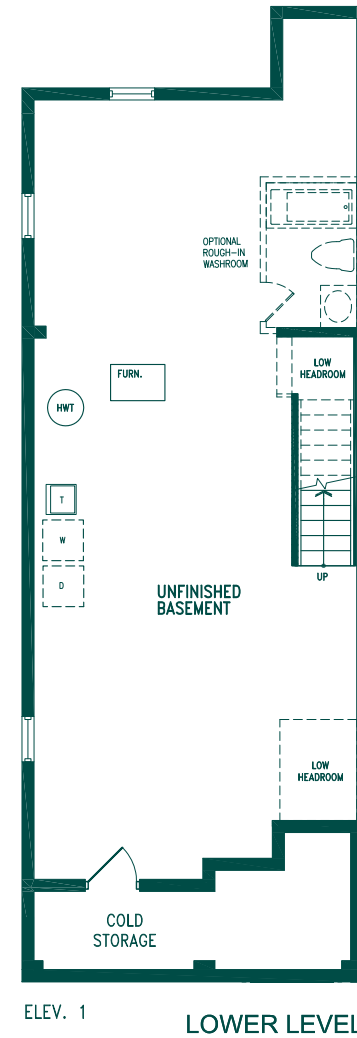 OPTIONAL
ROUGH-IN
WASHROOM
LOW
HEADROOM
FURN.
HWT
T
W
D
UP
UNFINISHED
BASEMENT
LOW
HEADROOM
COLD
STORAGE
ELEV. 1
LOWER LEVEL